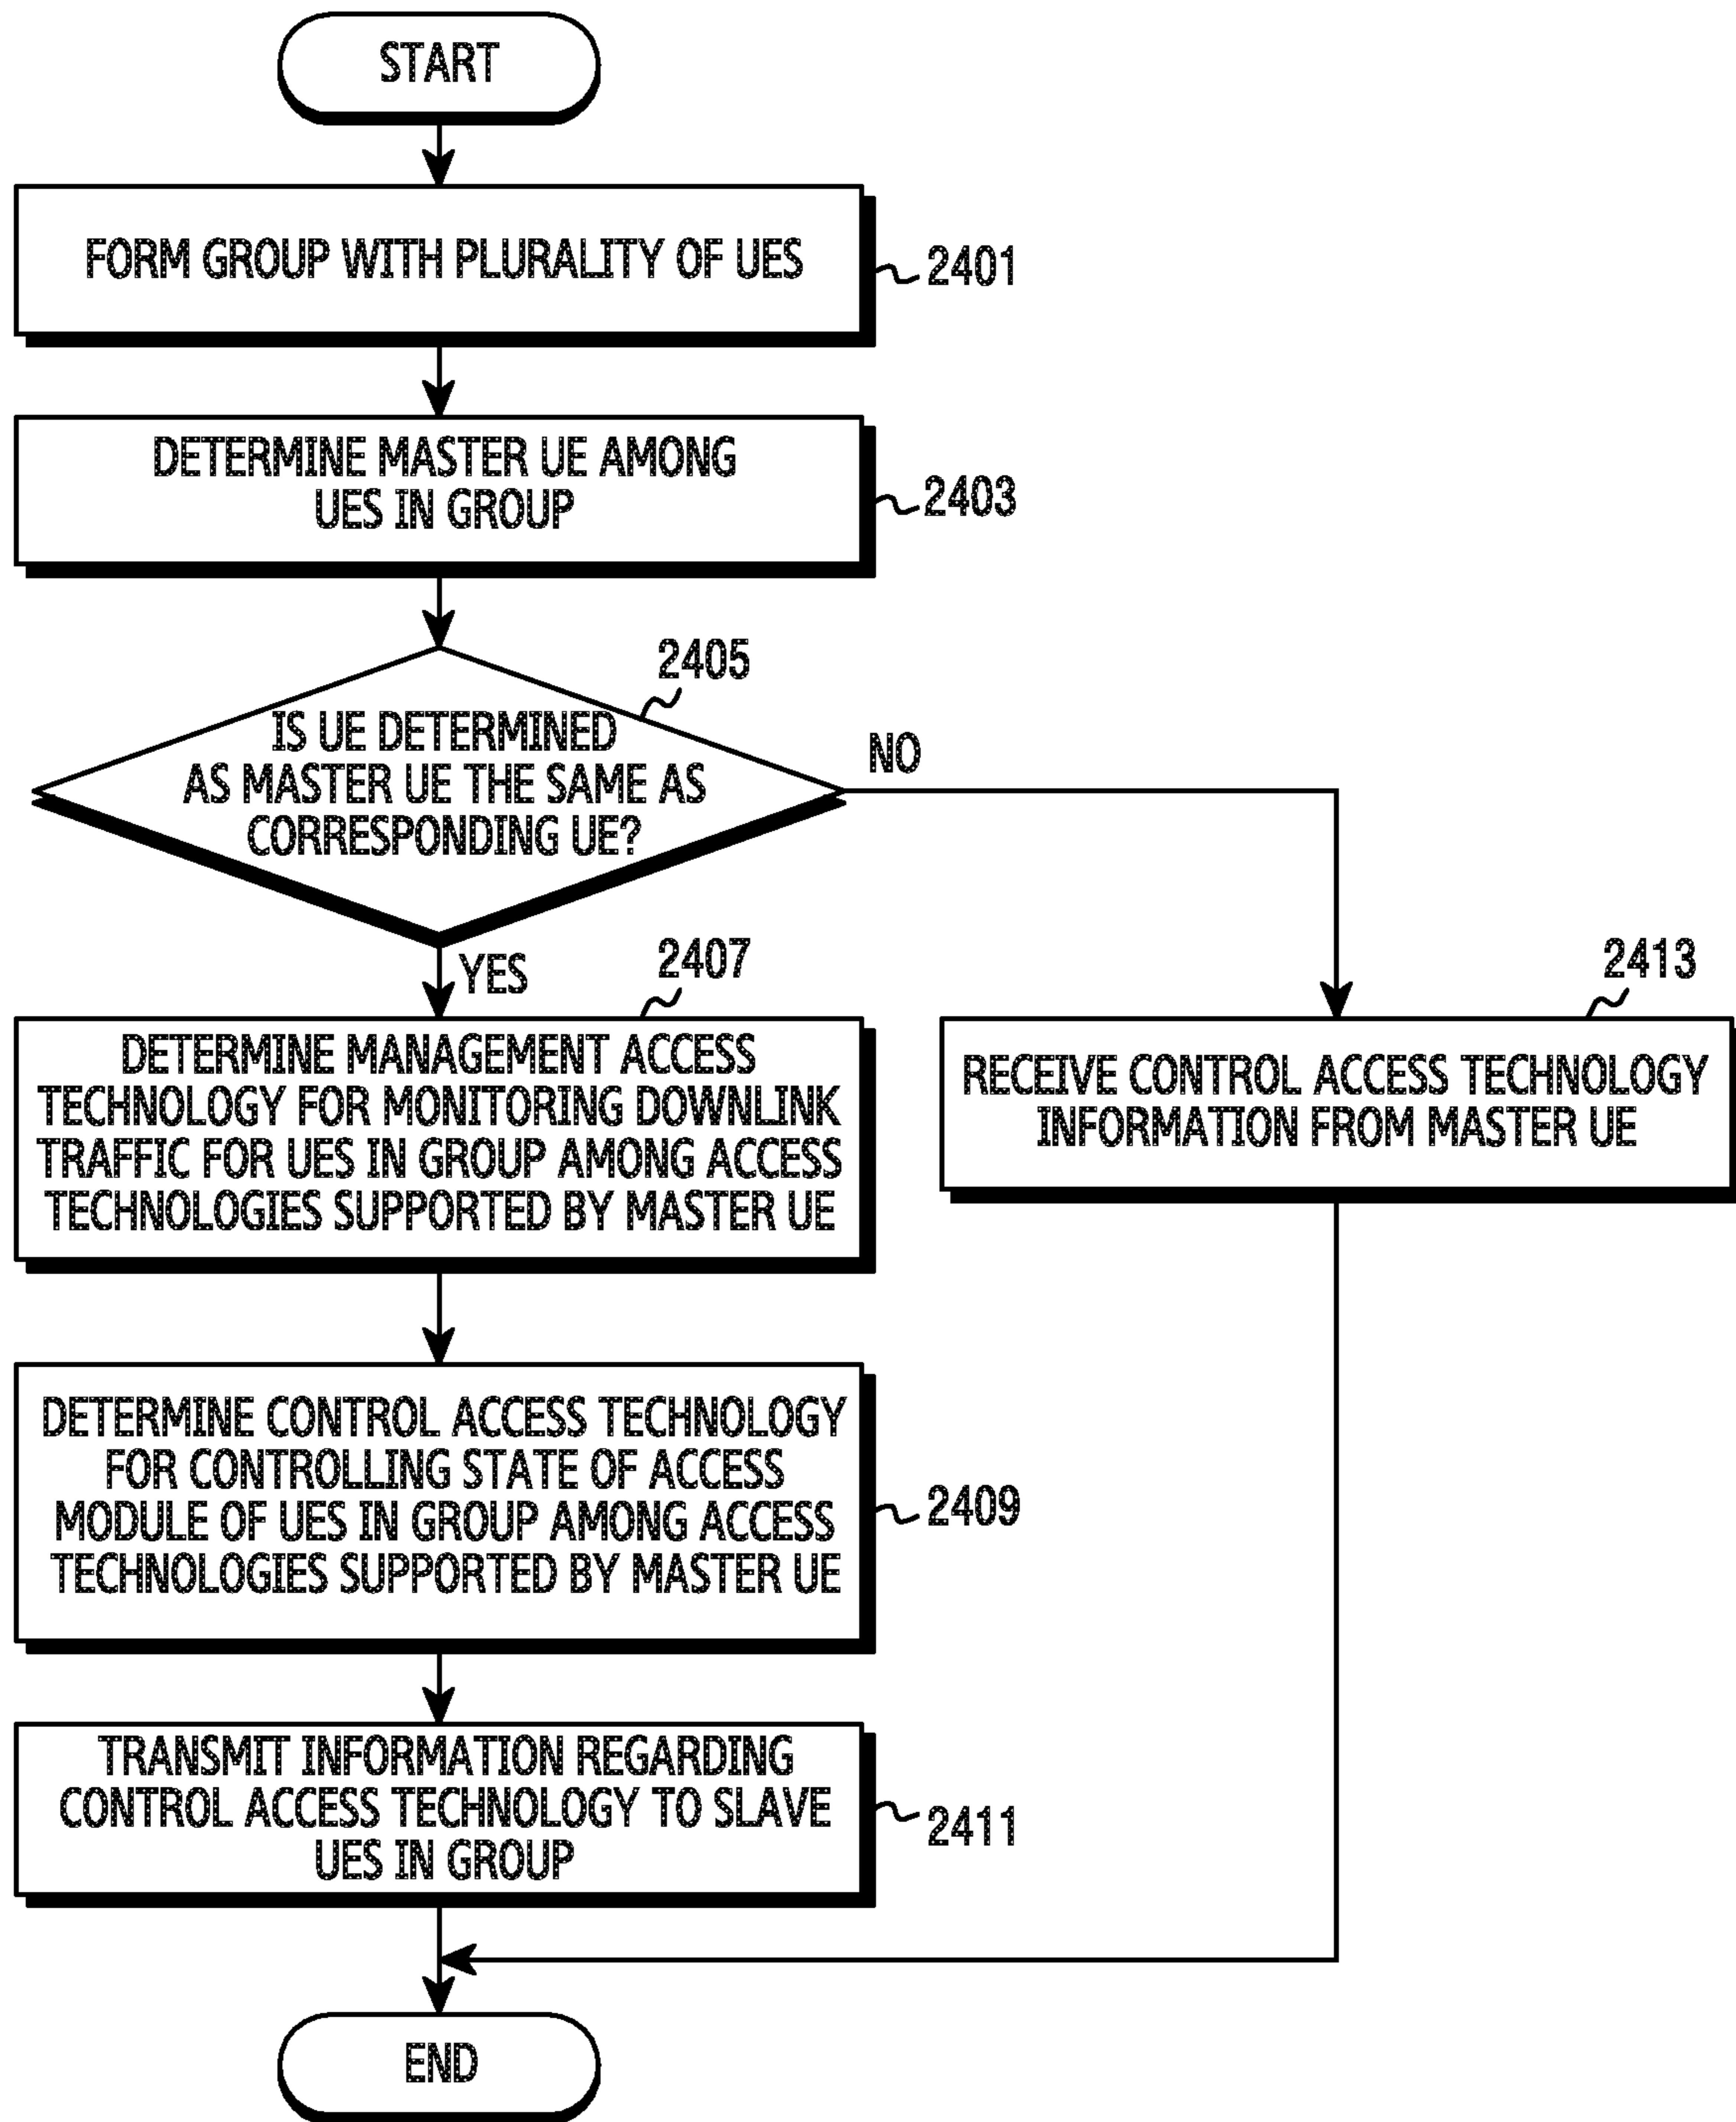 START
FORM GROUP WITH PLURALITY OF UES
2401
DETERMINE MASTER UE AMONG
UES IN GROUP
2403
2405
IS UE DETERMINED
AS MASTER UE THE SAME AS
CORRESPONDING UE?
NO
YES
2407
DETERMINE MANAGEMENT ACCESS
TECHNOLOGY FOR MONITORING DOWNLINK
TRAFFIC FOR UES IN GROUP AMONG ACCESS
TECHNOLOGIES SUPPORTED BY MASTER UE
2413
RECEIVE CONTROL ACCESS TECHNOLOGY
INFORMATION FROM MASTER UE
DETERMINE CONTROL ACCESS TECHNOLOGY
FOR CONTROLLING STATE OF ACCESS
MODULE OF UES IN GROUP AMONG ACCESS
TECHNOLOGIES SUPPORTED BY MASTER UE
2409
TRANSMIT INFORMATION REGARDING
CONTROL ACCESS TECHNOLOGY TO SLAVE
UES IN GROUP
2411
END